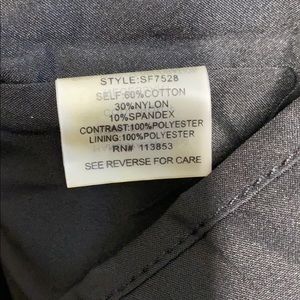 STYLE:SF7528
SELF:60%COTTON
30%NYLON
10%SPANDEX
CONTRAST:100%POLYESTER
LINING:100%POLYESTER
RN# 113853
SEE REVERSE FOR CARE